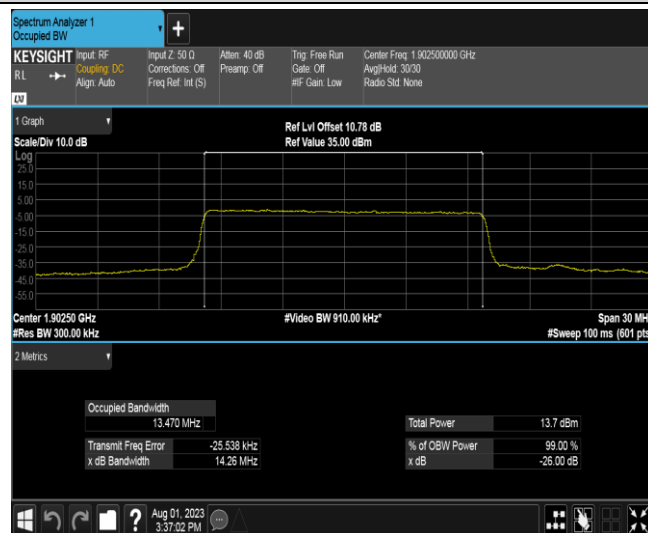 Spectrum Analyzer 1
Occupied BW
+
KEYSIGHT
RL
LXI
Input: RF
Coupling: DC
Align: Auto
Input Z: 50 Ω
Corrections: Off
Freq Ref: Int (S)
Atten: 40 dB
Preamp: Off
Trig: Free Run
Gate: Off
#IF Gain: Low
Center Freq: 1.902500000 GHz
Avg|Hold: 30/30
Radio Std: None
1 Graph
Scale/Div 10.0 dB
Ref Lvl Offset 10.78 dB
Ref Value 35.00 dBm
Log
25.0
15.0
5.00
-5.00
-15.0
-25.0
-35.0
-45.0
-55.0
Center 1.90250 GHz
#Res BW 300.00 kHz
#Video BW 910.00 kHz*
Span 30 MH
#Sweep 100 ms (601 pts
2 Metrics
Occupied Bandwidth
13.470 MHz
Transmit Freq Error -25.538 kHz
x dB Bandwidth 14.26 MHz
Total Power 13.7 dBm
% of OBW Power 99.00 %
x dB -26.00 dB
?
Aug 01, 2023
3:37:02 PM